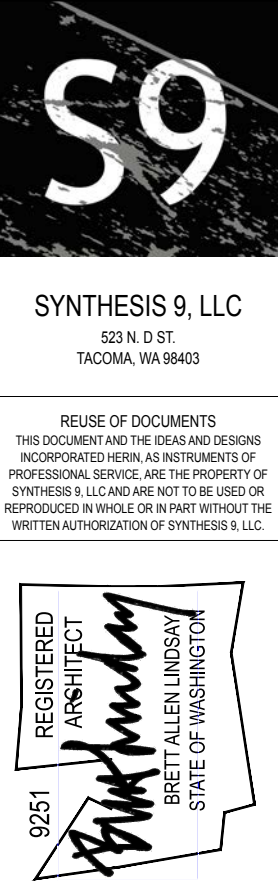 S9
SYNTHESIS 9, LLC
523 N. D ST.
TACOMA, WA 98403
REUSE OF DOCUMENTS
THIS DOCUMENT AND THE IDEAS AND DESIGNS
INCORPORATED HERIN, AS INSTRUMENTS OF
PROFESSIONAL SERVICE, ARE THE PROPERTY OF
SYNTHESIS 9, LLC AND ARE NOT TO BE USED OR
REPRODUCED IN WHOLE OR IN PART WITHOUT THE
WRITTEN AUTHORIZATION OF SYNTHESIS 9, LLC.
9251
REGISTERED
ARCHITECT
BRETT ALLEN LINDSAY
STATE OF WASHINGTON